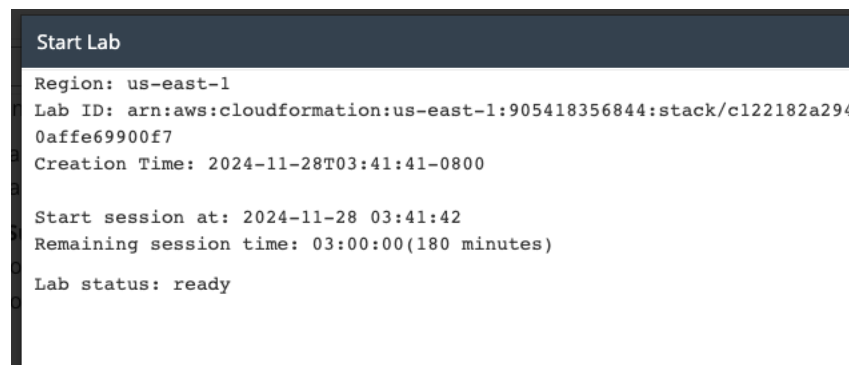 Start Lab
Region: us-east-1
Lab ID: arn:aws:cloudformation:us-east-1:905418356844:stack/c122182a294
0affe69900f7
Creation Time: 2024-11-28T03:41:41-0800
Start session at: 2024-11-28 03:41:42
Remaining session time: 03:00:00(180 minutes)
Lab status: ready